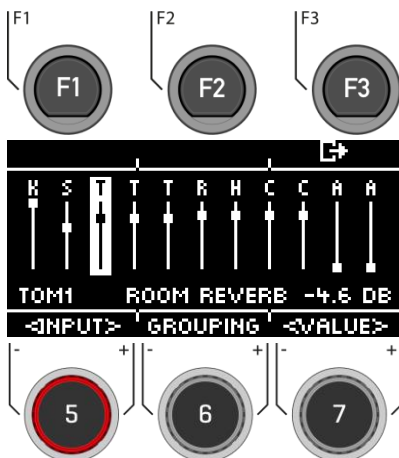 F1 F2 F3
F1 F2 F3
K S T T T R H C C A A
TOM1 ROOM REVERB -4.6 DB
<INPUT> GROUPING <VALUE>
- + - + - +
5 6 7